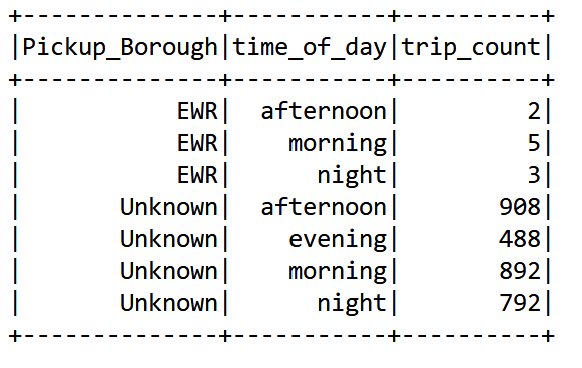 +--------------+-----------+----------+
|Pickup_Borough|time_of_day|trip_count|
+--------------+-----------+----------+
|           EWR|  afternoon|         2|
|           EWR|    morning|         5|
|           EWR|      night|         3|
|       Unknown|  afternoon|       908|
|       Unknown|    evening|       488|
|       Unknown|    morning|       892|
|       Unknown|      night|       792|
+--------------+-----------+----------+